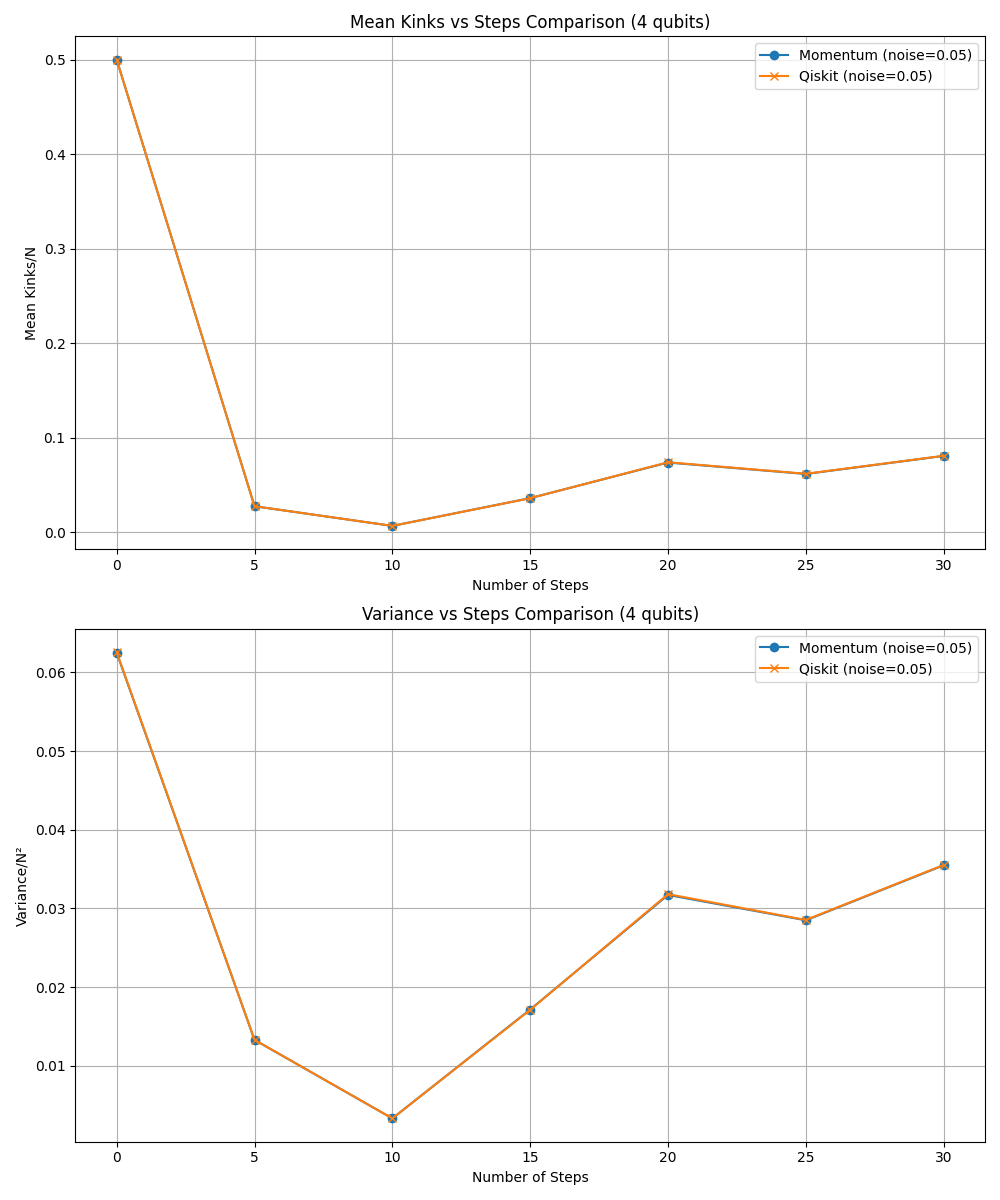 Mean Kinks vs Steps Comparison (4 qubits)
Momentum (noise=0.05)
Qiskit (noise=0.05)
Mean Kinks/N
0.5
0.4
0.3
0.2
0.1
0.0
0 5 10 15 20 25 30
Number of Steps
Variance vs Steps Comparison (4 qubits)
Momentum (noise=0.05)
Qiskit (noise=0.05)
Variance/N²
0.06
0.05
0.04
0.03
0.02
0.01
0 5 10 15 20 25 30
Number of Steps